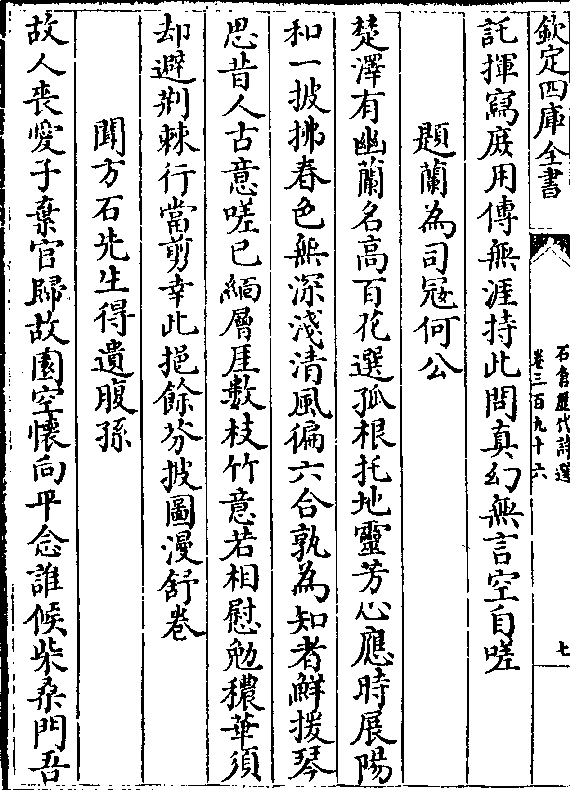 欽定四庫全書
石倉歷代詩選
卷三百九十六
七
託揮寫底用傳無涯持此問真幻無言空自嗟
題蘭為司冦何公
楚澤有幽蘭名高百花選孤根托地靈芳心應時展陽
和一披拂春色無深淺清風徧六合孰為知者鮮援琴
思昔人古意嗟已緬層厓數枝竹意若相慰勉穠華須
却避荆棘行當剪幸此挹餘芬披圖漫舒卷
聞方石先生得遺腹孫
故人喪愛子棄官歸故園空懷向平念誰候柴桑門吾